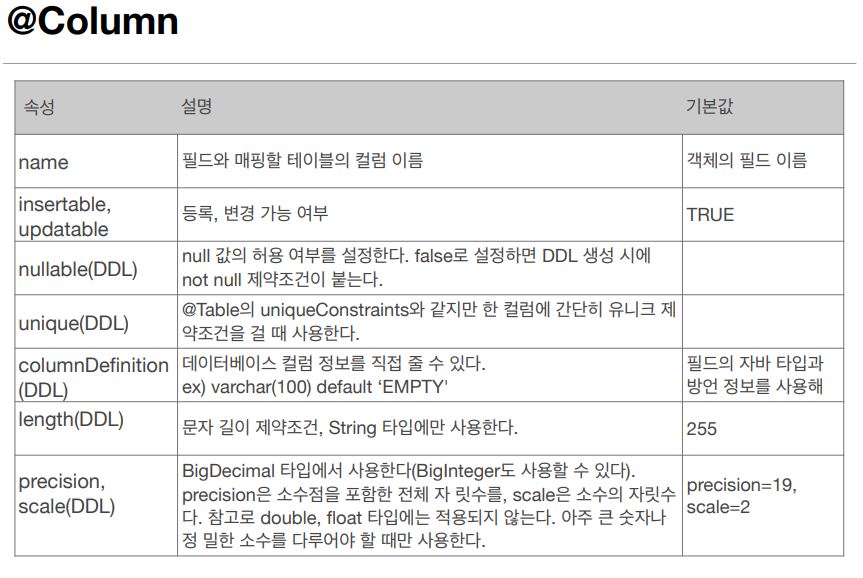 @Column
속성 설명 기본값
name 필드와 매핑할 테이블의 컬럼 이름 객체의 필드 이름
insertable,
updatable
등록, 변경 가능 여부 TRUE
nullable(DDL)
null 값의 허용 여부를 설정한다. false로 설정하면 DDL 생성 시에
not null 제약조건이 붙는다.
unique(DDL)
@Table의 uniqueConstraints와 같지만 한 컬럼에 간단히 유니크 제
약조건을 걸 때 사용한다.
columnDefinition
(DDL)
데이터베이스 컬럼 정보를 직접 줄 수 있다.
ex) varchar(100) default ‘EMPTY'
필드의 자바 타입과
방언 정보를 사용해
length(DDL)
문자 길이 제약조건, String 타입에만 사용한다. 255
precision,
scale(DDL)
BigDecimal 타입에서 사용한다(BigInteger도 사용할 수 있다).
precision은 소수점을 포함한 전체 자 릿수를, scale은 소수의 자릿수
다. 참고로 double, float 타입에는 적용되지 않는다. 아주 큰 숫자나
정 밀한 소수를 다루어야 할 때만 사용한다.
precision=19,
scale=2